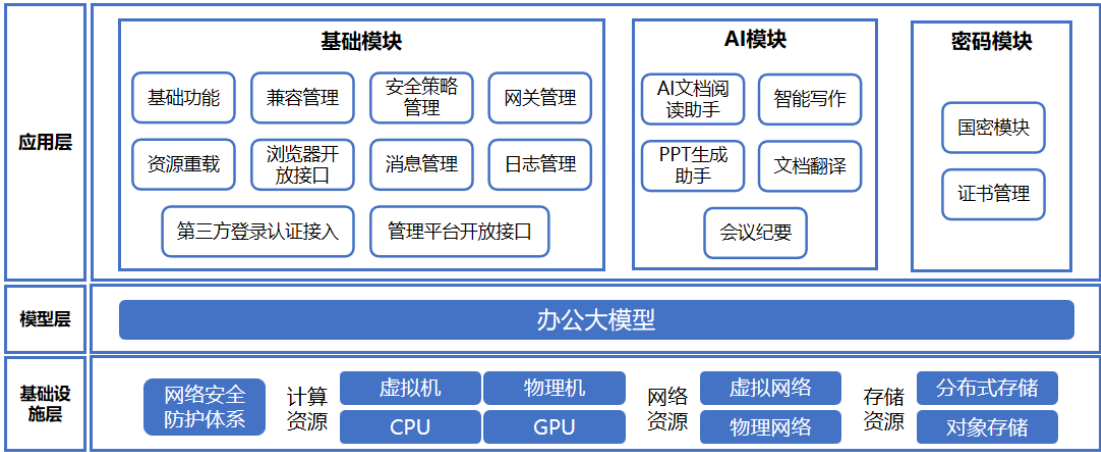 应用层
基础模块
基础功能
兼容管理
安全策略
管理
网关管理
资源重载
浏览器开
放接口
消息管理
日志管理
第三方登录认证接入
管理平台开放接口
AI模块
AI文档阅
读助手
智能写作
PPT生成
助手
文档翻译
会议纪要
密码模块
国密模块
证书管理
模型层
办公大模型
基础设
施层
网络安全
防护体系
计算
资源
虚拟机
物理机
CPU
GPU
网络
资源
虚拟网络
物理网络
存储
资源
分布式存储
对象存储